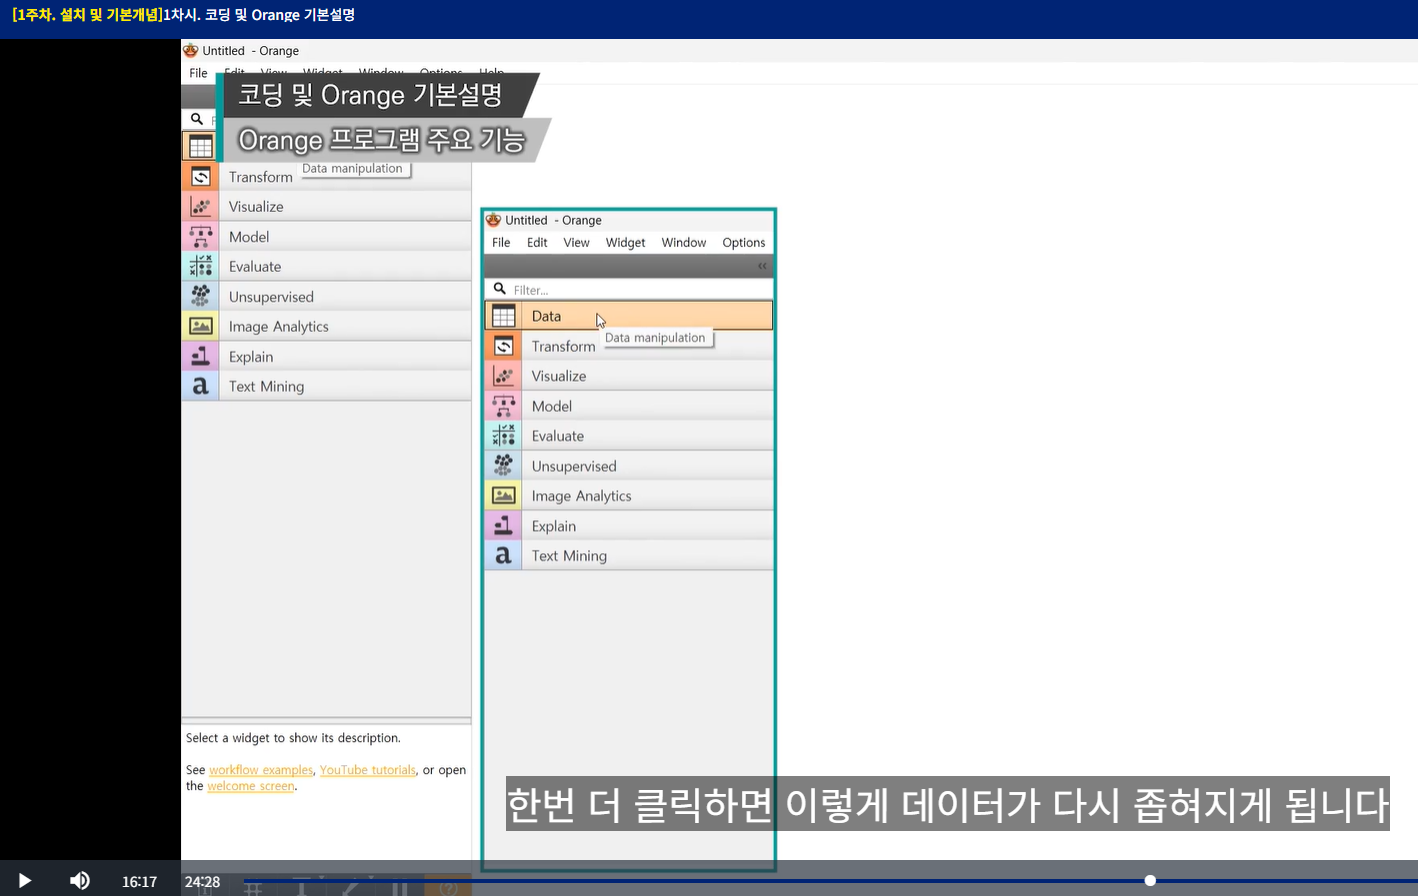 [1주차. 설치 및 기본개념]1차시. 코딩 및 Orange 기본설명
Untitled - Orange
File Edit View Widget Window Options Help
코딩 및 Orange 기본설명
Orange 프로그램 주요 기능
Data manipulation
Transform
Visualize
Model
Evaluate
Unsupervised
Image Analytics
Explain
a Text Mining
Untitled - Orange
File Edit View Widget Window Options
Filter...
Data
Data manipulation
Transform
Visualize
Model
Evaluate
Unsupervised
Image Analytics
Explain
a Text Mining
Select a widget to show its description.
See workflow examples, YouTube tutorials, or open
the welcome screen.
한번 더 클릭하면 이렇게 데이터가 다시 좁혀지게 됩니다
16:17 24:28